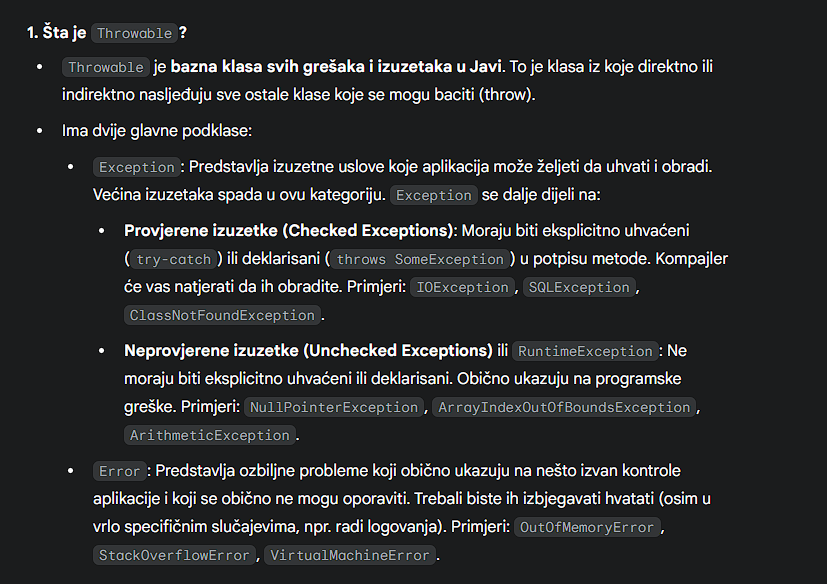 1. Šta je Throwable?
Throwable je bazna klasa svih grešaka i izuzetaka u Javi. To je klasa iz koje direktno ili
indirektno nasljeđuju sve ostale klase koje se mogu baciti (throw).
Ima dvije glavne podklase:
Exception: Predstavlja izuzetne uslove koje aplikacija može željeti da uhvati i obradi.
Većina izuzetaka spada u ovu kategoriju. Exception se dalje dijeli na:
Provjerene izuzetke (Checked Exceptions): Moraju biti eksplicitno uhvaćeni
(try-catch) ili deklarisani (throws SomeException) u potpisu metode. Kompajler
će vas natjerati da ih obradite. Primjeri: IOException, SQLException,
ClassNotFoundException.
Neprovjerene izuzetke (Unchecked Exceptions) ili RuntimeException: Ne
moraju biti eksplicitno uhvaćeni ili deklarisani. Obično ukazuju na programske
greške. Primjeri: NullPointerException, ArrayIndexOutOfBoundsException,
ArithmeticException.
Error: Predstavlja ozbiljne probleme koji obično ukazuju na nešto izvan kontrole
aplikacije i koji se obično ne mogu oporaviti. Trebali biste ih izbjegavati hvatati (osim u
vrlo specifičnim slučajevima, npr. radi logovanja). Primjeri: OutOfMemoryError,
StackOverflowError, VirtualMachineError.